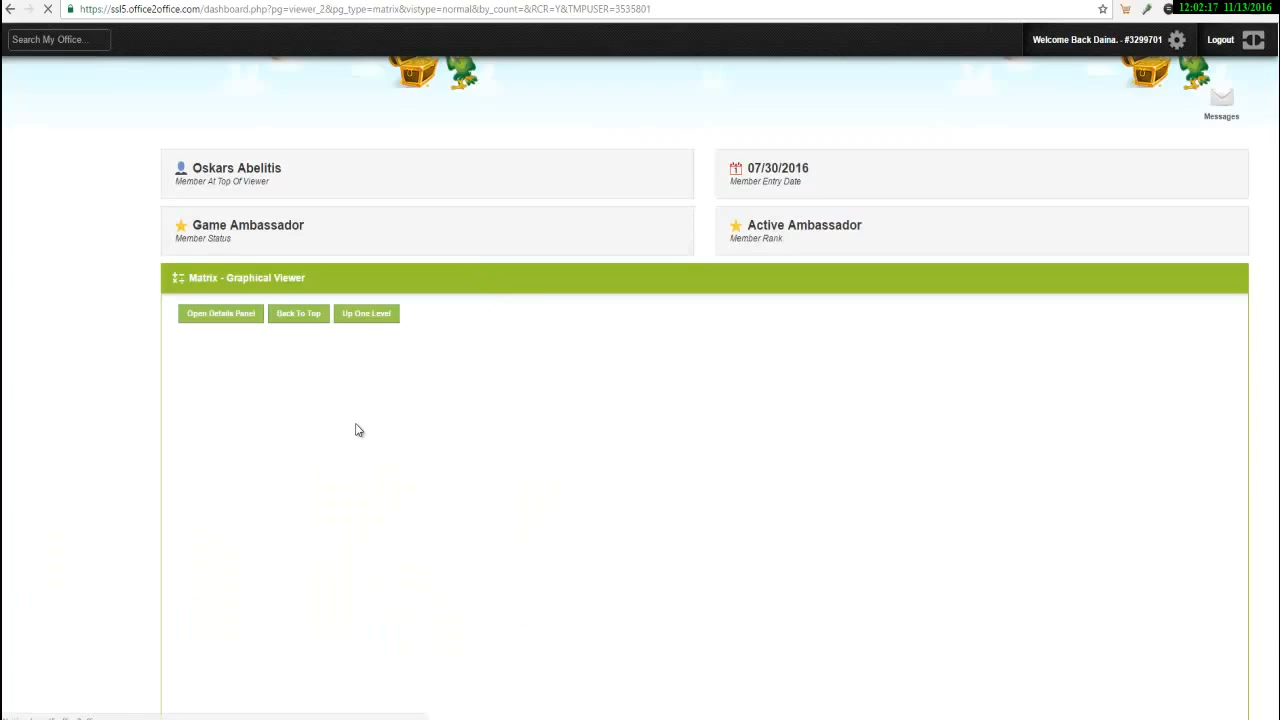 https://ssl5.office2office.com/dashboard.php?pg=viewer_2&pg_type=matrix&vistype=normal&by_count=&RCR=Y&TMPUSER=3535801
12:02:17 11/13/2016
Search My Office...
Welcome Back Daina. - #3299701
Logout
Messages
Oskars Abelitis
Member At Top Of Viewer
07/30/2016
Member Entry Date
Game Ambassador
Member Status
Active Ambassador
Member Rank
Matrix - Graphical Viewer
Open Details Panel
Back To Top
Up One Level